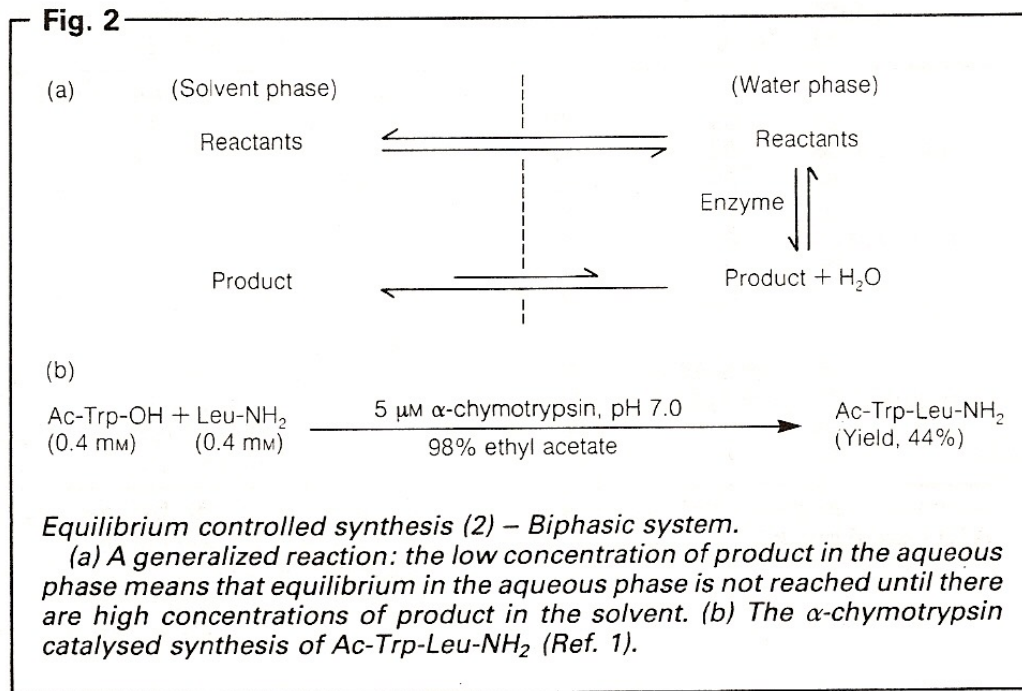 Fig. 2
(a) (Solvent phase) (Water phase)
Reactants Reactants
Enzyme
Product Product + H₂O
(b)
Ac-Trp-OH + Leu-NH₂ 5 μM α-chymotrypsin, pH 7.0 Ac-Trp-Leu-NH₂
(0.4 mM) (0.4 mM) 98% ethyl acetate (Yield, 44%)
Equilibrium controlled synthesis (2) – Biphasic system.
(a) A generalized reaction: the low concentration of product in the aqueous
phase means that equilibrium in the aqueous phase is not reached until there
are high concentrations of product in the solvent. (b) The α-chymotrypsin
catalysed synthesis of Ac-Trp-Leu-NH₂ (Ref. 1).